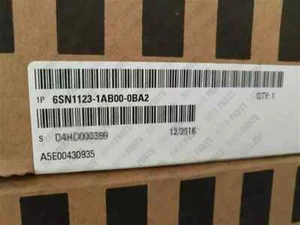 1P 6SN1123-1AB00-0BA2 QTY:1
S D4HD000399 12/2016
A5E00430935